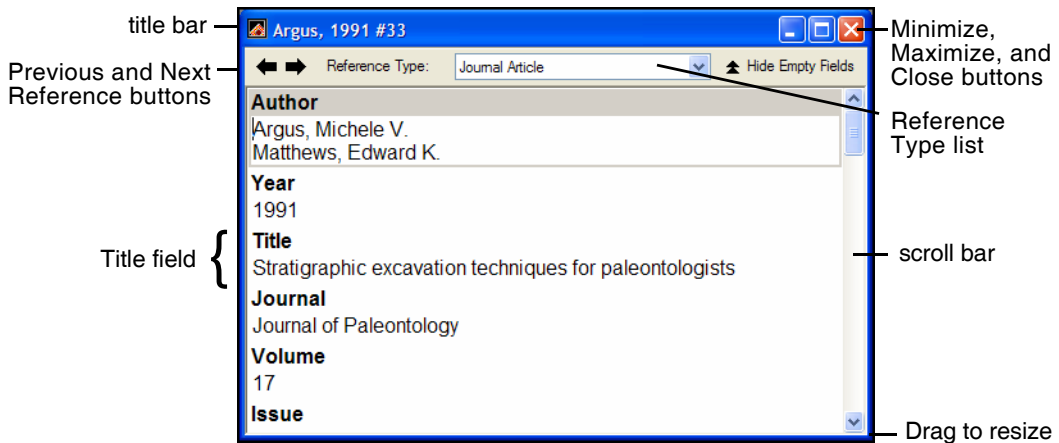 title bar
Argus, 1991 #33
Minimize,
Maximize, and
Close buttons
Previous and Next
Reference buttons
Reference Type:
Journal Article
Hide Empty Fields
Reference
Type list
Author
Argus, Michele V.
Matthews, Edward K.
Year
1991
Title field
Title
Stratigraphic excavation techniques for paleontologists
scroll bar
Journal
Journal of Paleontology
Volume
17
Issue
Drag to resize